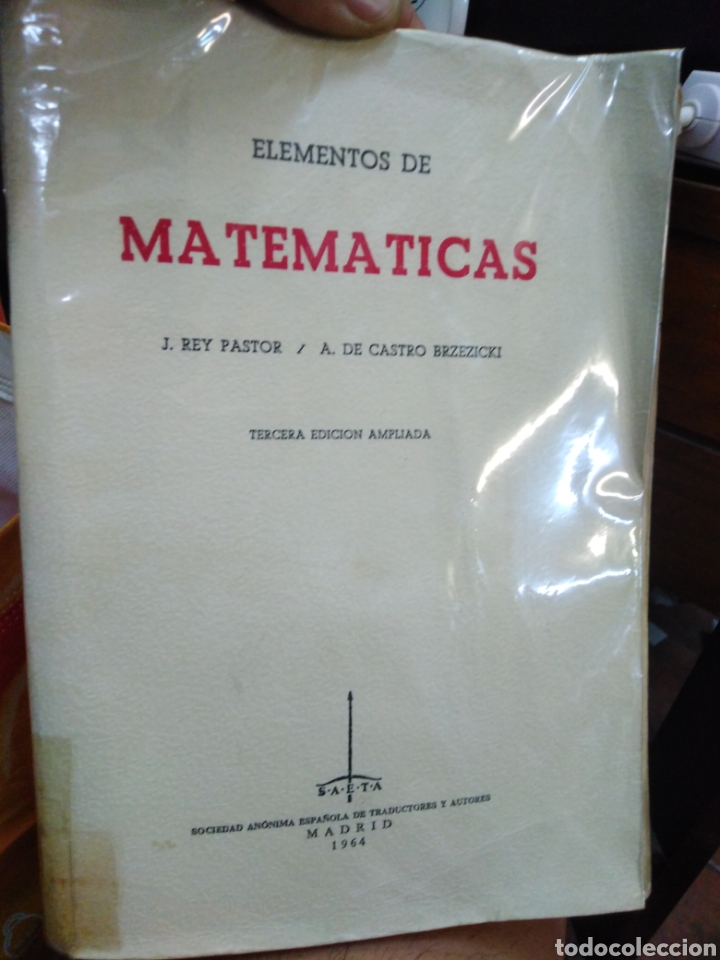 ELEMENTOS DE
MATEMATICAS
J. REY PASTOR / A. DE CASTRO BRZEZICKI
TERCERA EDICION AMPLIADA
S·A·E·T·A
SOCIEDAD ANÓNIMA ESPAÑOLA DE TRADUCTORES Y AUTORES
MADRID
1964
todocoleccion